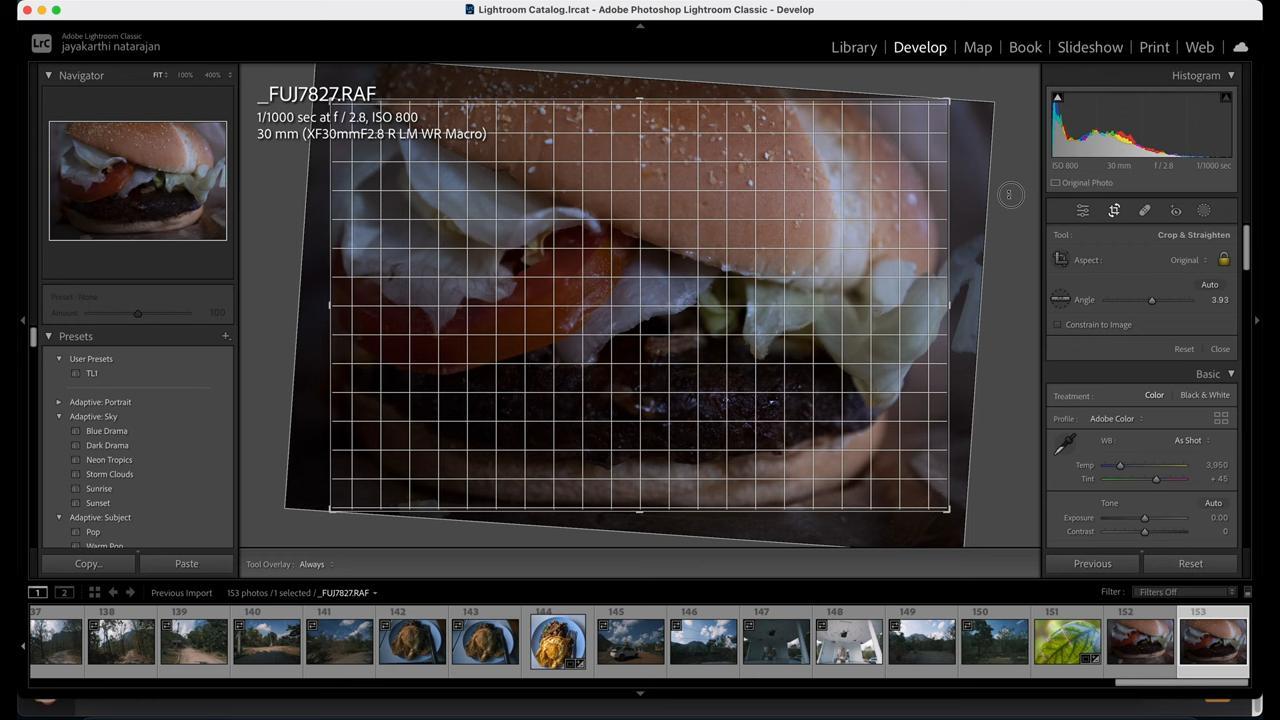 Lightroom Catalog.lrcat - Adobe Photoshop Lightroom Classic - Develop
LrC
Adobe Lightroom Classic
jayakarthi natarajan
Library
Develop
Map
Book
Slideshow
Print
Web
Navigator
FIT
100%
400%
Preset: None
Amount
100
Presets
User Presets
TL1
Adaptive: Portrait
Adaptive: Sky
Blue Drama
Dark Drama
Neon Tropics
Storm Clouds
Sunrise
Sunset
Adaptive: Subject
Pop
Warm Pop
Copy...
Paste
_FUJ7827.RAF
1/1000 sec at f / 2.8, ISO 800
30 mm (XF30mmF2.8 R LM WR Macro)
Tool Overlay : Always
Histogram
ISO 800
30 mm
f / 2.8
1/1000 sec
Original Photo
Tool :
Crop & Straighten
Aspect :
Original
Auto
Angle
3.93
Constrain to Image
Reset
Close
Basic
Treatment :
Color
Black & White
Profile :
Adobe Color
WB :
As Shot
Temp
3,950
Tint
+ 45
Tone
Auto
Exposure
0.00
Contrast
0
Previous
Reset
1
2
Previous Import
153 photos / 1 selected / _FUJ7827.RAF
Filter :
Filters Off
37
138
139
140
141
142
143
144
145
146
147
148
149
150
151
152
153